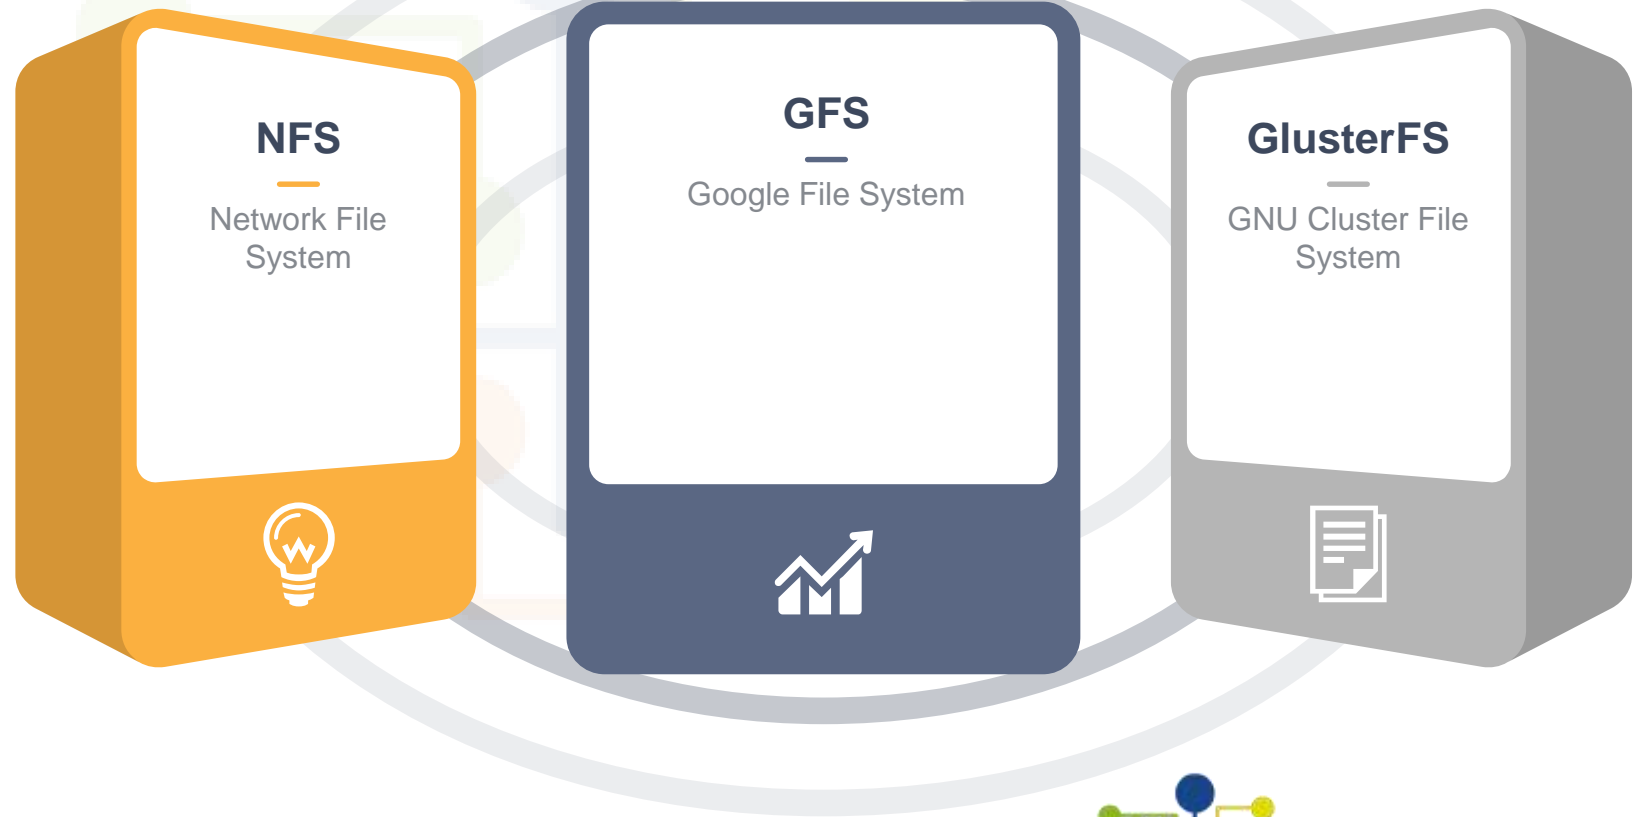 NFS
Network File
System
GFS
Google File System
GlusterFS
GNU Cluster File
System